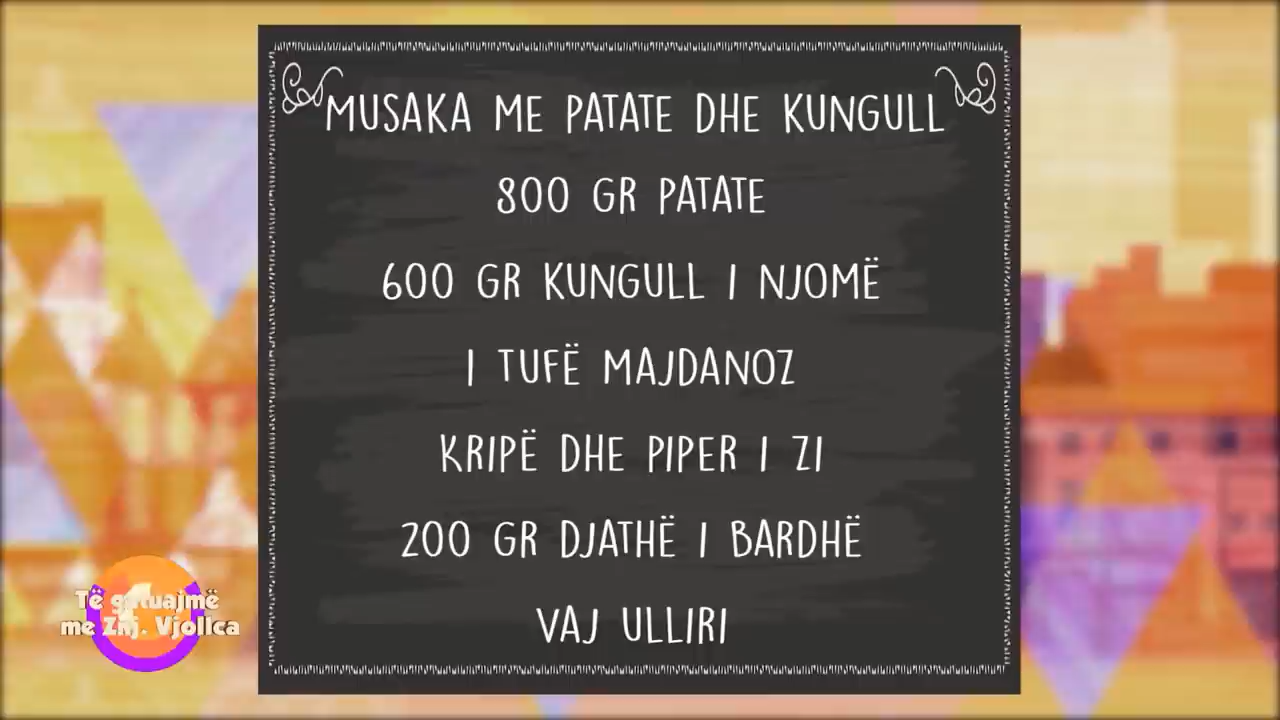 MUSAKA ME PATATE DHE KUNGULL
800 GR PATATE
600 GR KUNGULL I NJOMË
1 TUFË MAJDANOZ
KRIPË DHE PIPER I ZI
200 GR DJATHË I BARDHË
VAJ ULLIRI
Të gatuajmë
me Znj. Vjollca